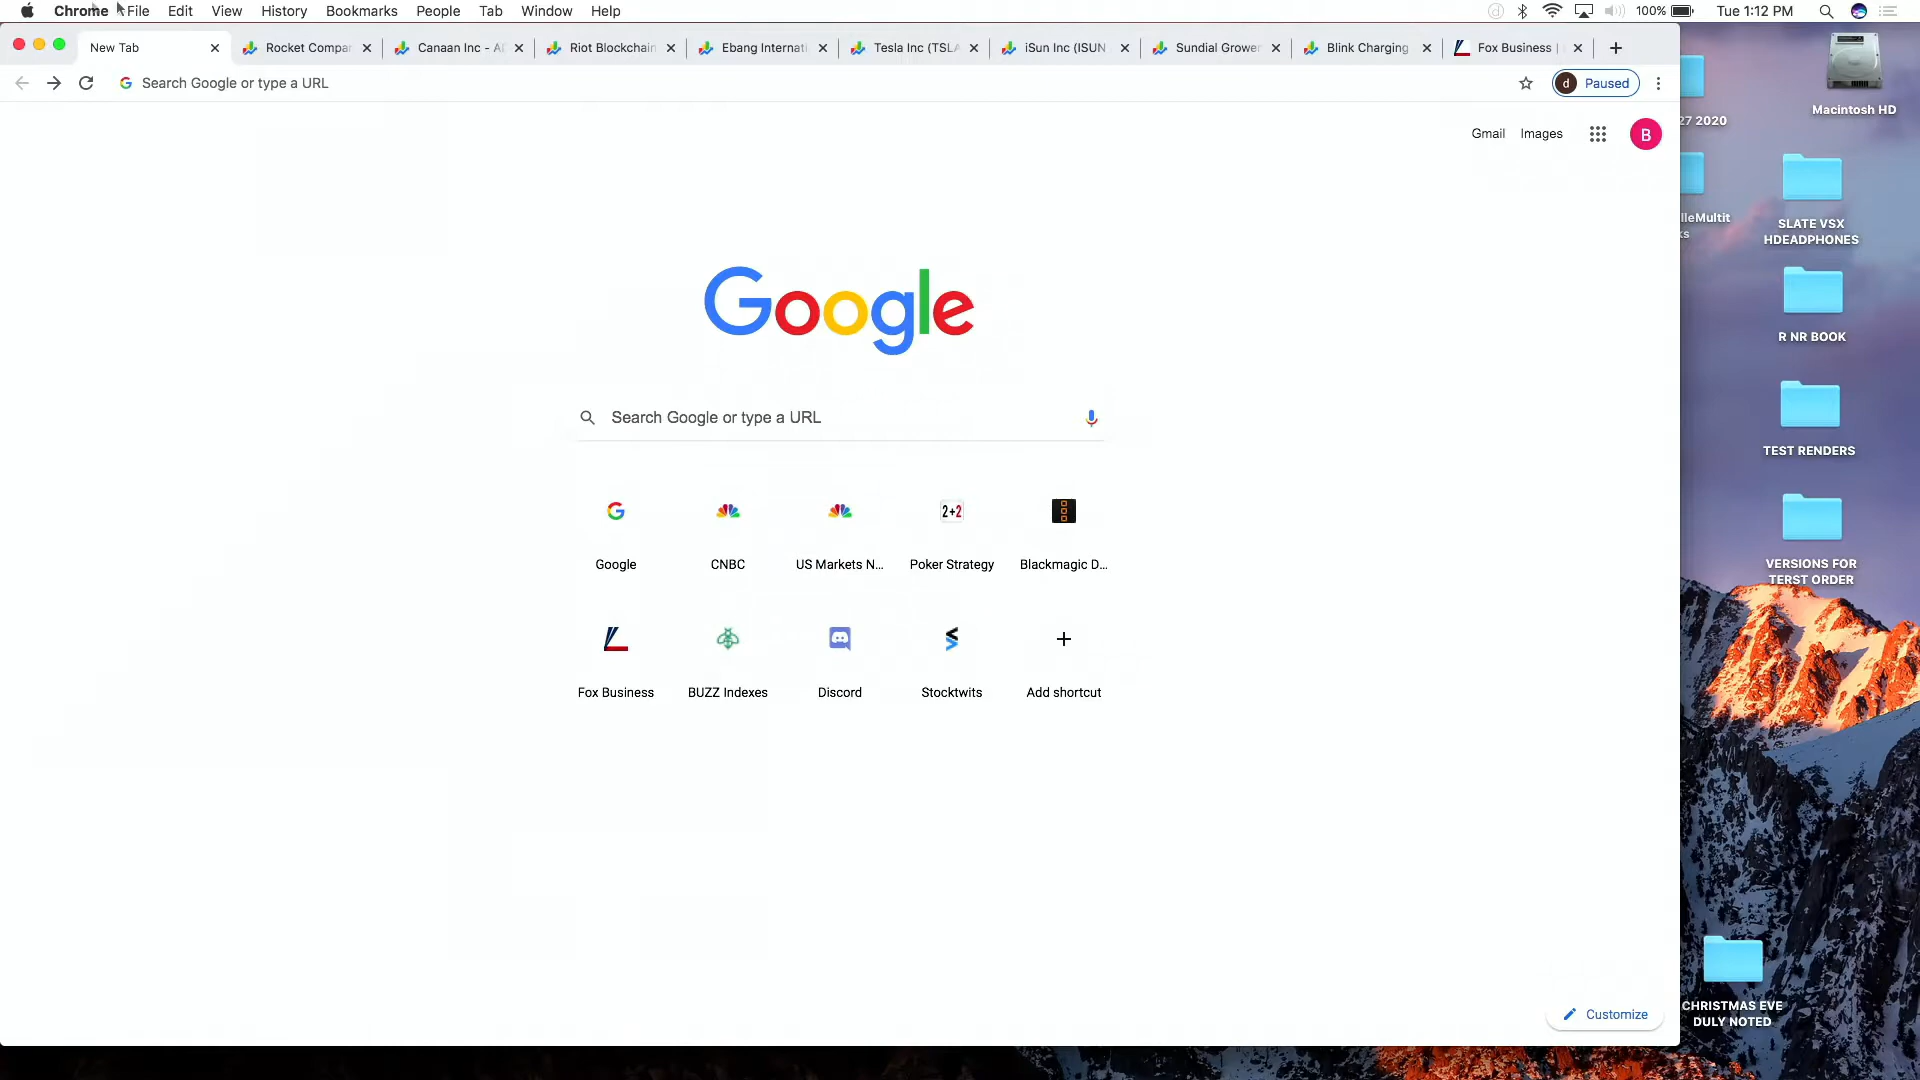 Chrome File Edit View History Bookmarks People Tab Window Help 100% Tue 1:12 PM
New Tab Rocket Compa Canaan Inc - A Riot Blockchain Ebang Internati Tesla Inc (TSLA iSun Inc (ISUN Sundial Grower Blink Charging Fox Business |
Search Google or type a URL d Paused
Gmail Images B
Google
Search Google or type a URL
2+2
Google CNBC US Markets N... Poker Strategy Blackmagic D...
Fox Business BUZZ Indexes Discord Stocktwits Add shortcut
Customize
Macintosh HD
27 2020
lleMultit
ks
SLATE VSX
HDEADPHONES
R NR BOOK
TEST RENDERS
VERSIONS FOR
TERST ORDER
CHRISTMAS EVE
DULY NOTED